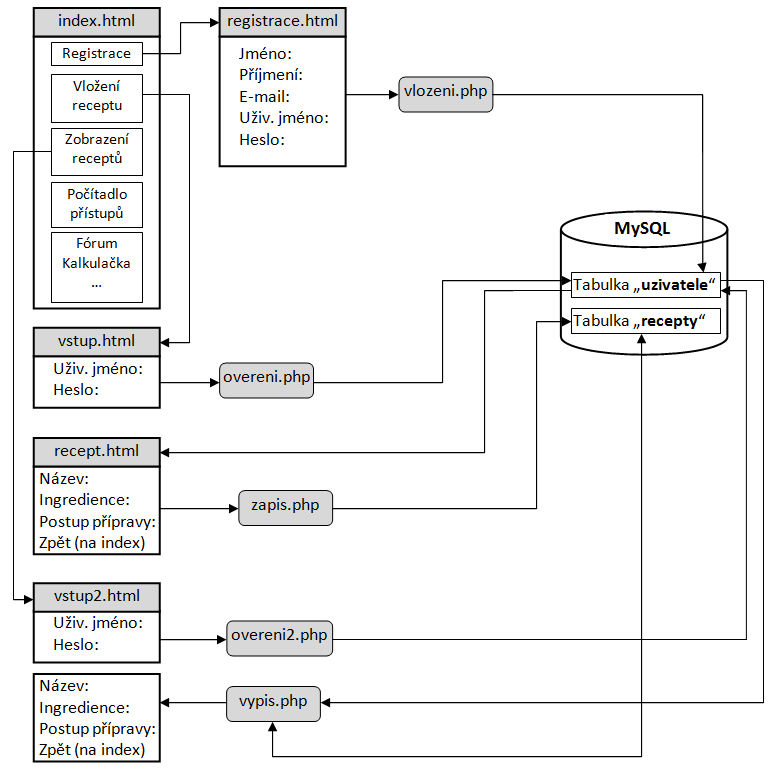 index.html
Registrace
Vložení
receptu
Zobrazení
receptů
Počítadlo
přístupů
Fórum
Kalkulačka
...
registrace.html
Jméno:
Příjmení:
E-mail:
Uživ. jméno:
Heslo:
vlozeni.php
MySQL
Tabulka „uzivatele“
Tabulka „recepty“
vstup.html
Uživ. jméno:
Heslo:
overeni.php
recept.html
Název:
Ingredience:
Postup přípravy:
Zpět (na index)
zapis.php
vstup2.html
Uživ. jméno:
Heslo:
overeni2.php
Název:
Ingredience:
Postup přípravy:
Zpět (na index)
vypis.php